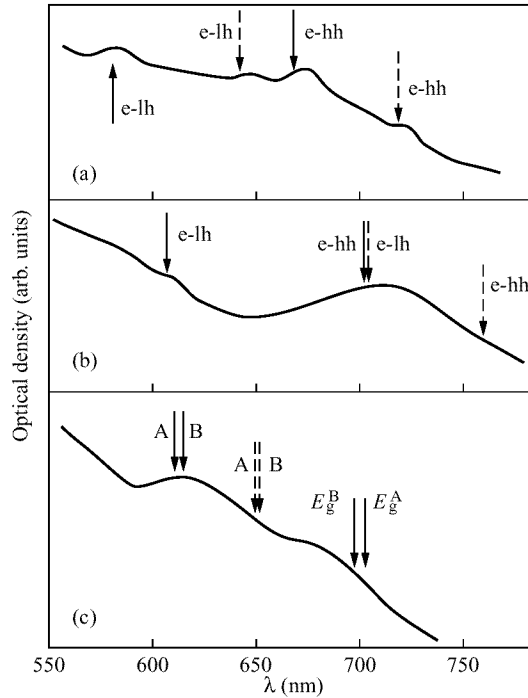 e-lh
e-hh
e-hh
e-lh
(a)
e-lh
e-hh
e-lh
e-hh
(b)
A
B
A
B
E_g^B
E_g^A
(c)
550
600
650
700
750
λ (nm)
Optical density (arb. units)